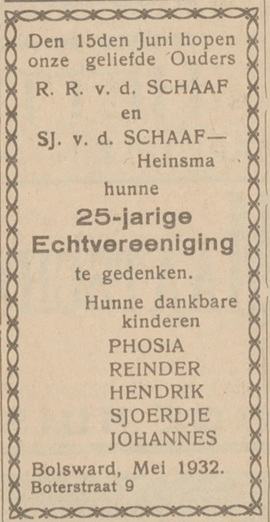 Den 15den Juni hopen
onze geliefde Ouders
R. R. v. d. SCHAAF
en
SJ. v. d. SCHAAF—
Heinsma
hunne
25-jarige
Echtvereeniging
te gedenken.
Hunne dankbare
kinderen
PHOSIA
REINDER
HENDRIK
SJOERDJE
JOHANNES
Bolsward, Mei 1932.
Boterstraat 9